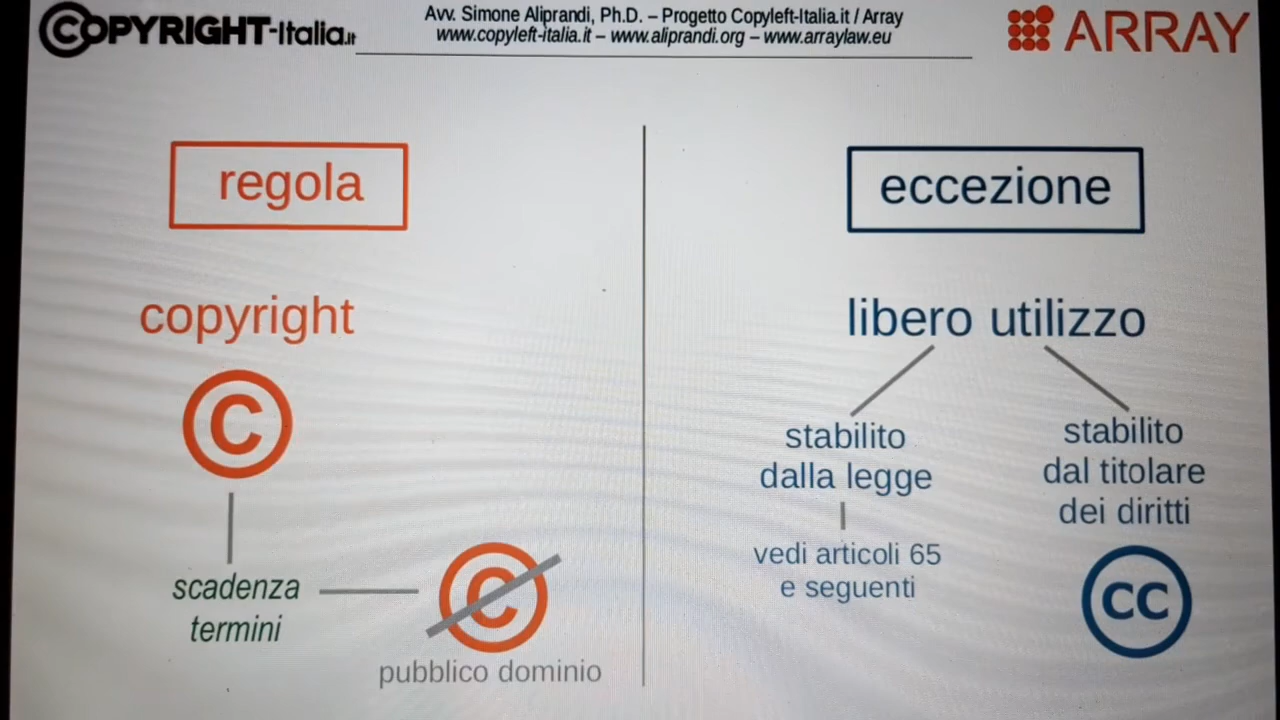 COPYRIGHT-Italia.it
Avv. Simone Aliprandi, Ph.D. – Progetto Copyleft-Italia.it / Array
www.copyleft-italia.it – www.aliprandi.org – www.arraylaw.eu
ARRAY
regola
copyright
C
scadenza
termini
C
pubblico dominio
eccezione
libero utilizzo
stabilito
dalla legge
vedi articoli 65
e seguenti
stabilito
dal titolare
dei diritti
CC